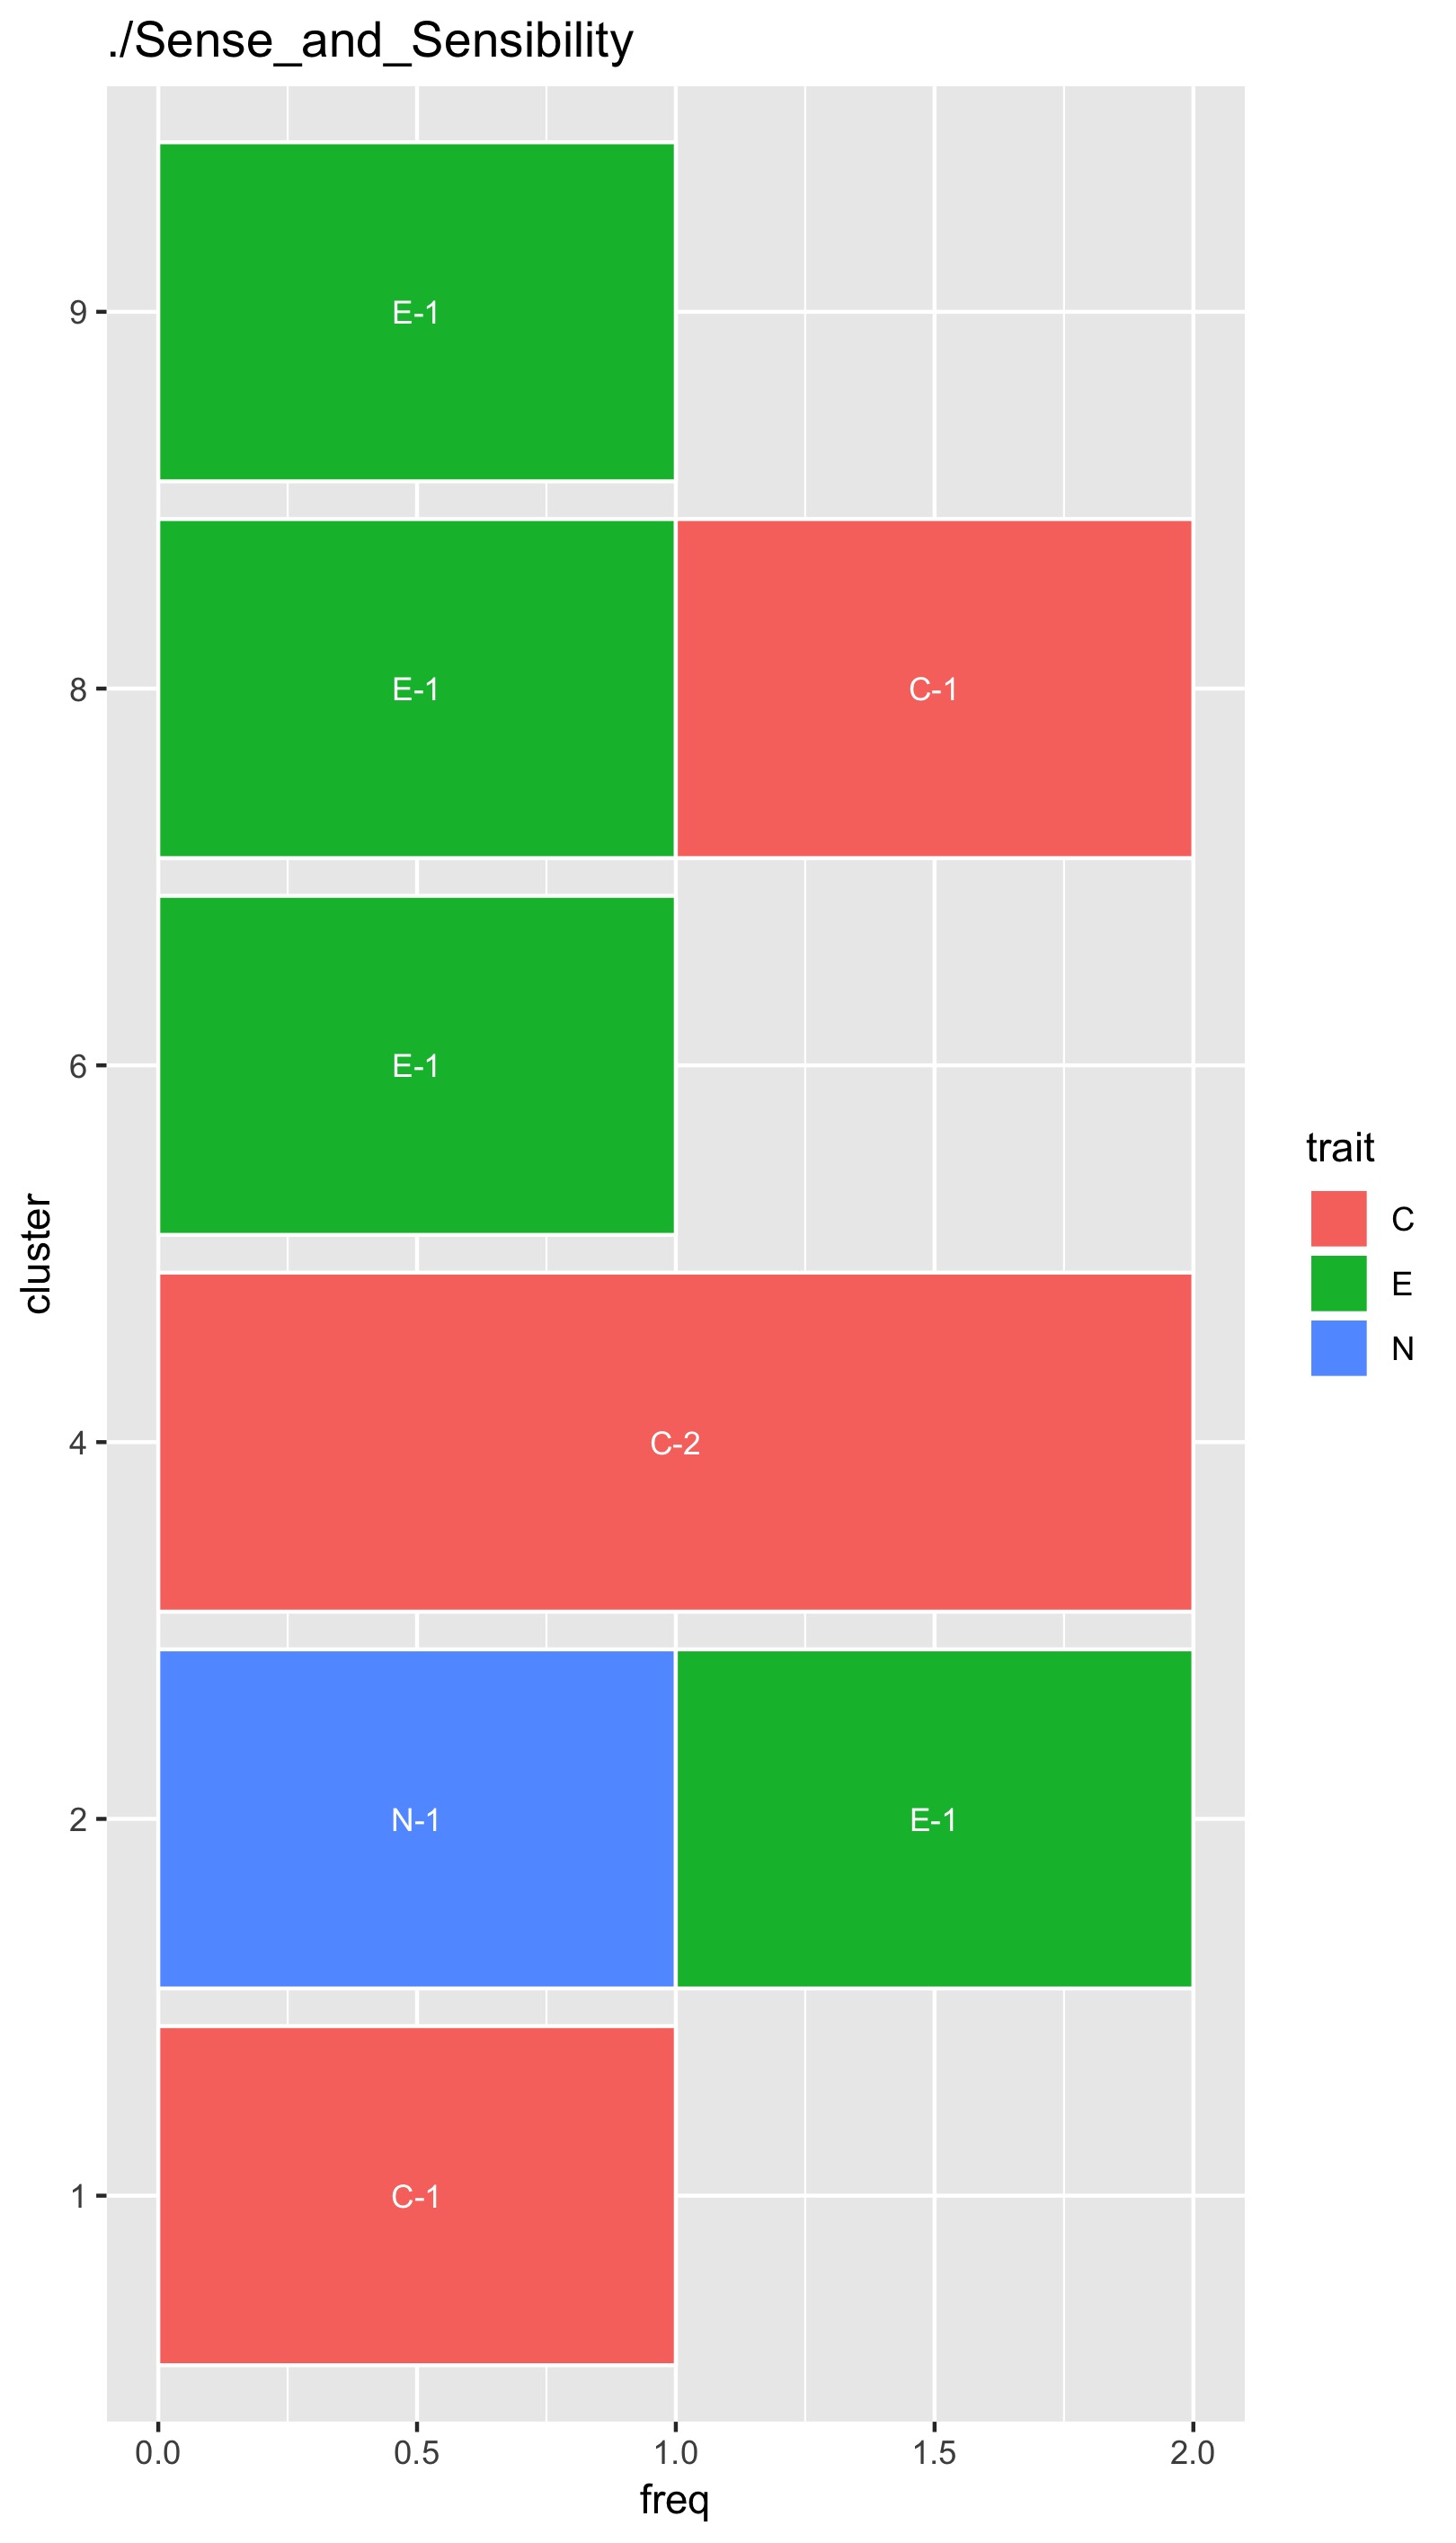 ./Sense_and_Sensibility
9
E-1
8
E-1 C-1
6
E-1
4
C-2
2
N-1 E-1
1
C-1
0.0 0.5 1.0 1.5 2.0
freq
cluster
trait
C
E
N